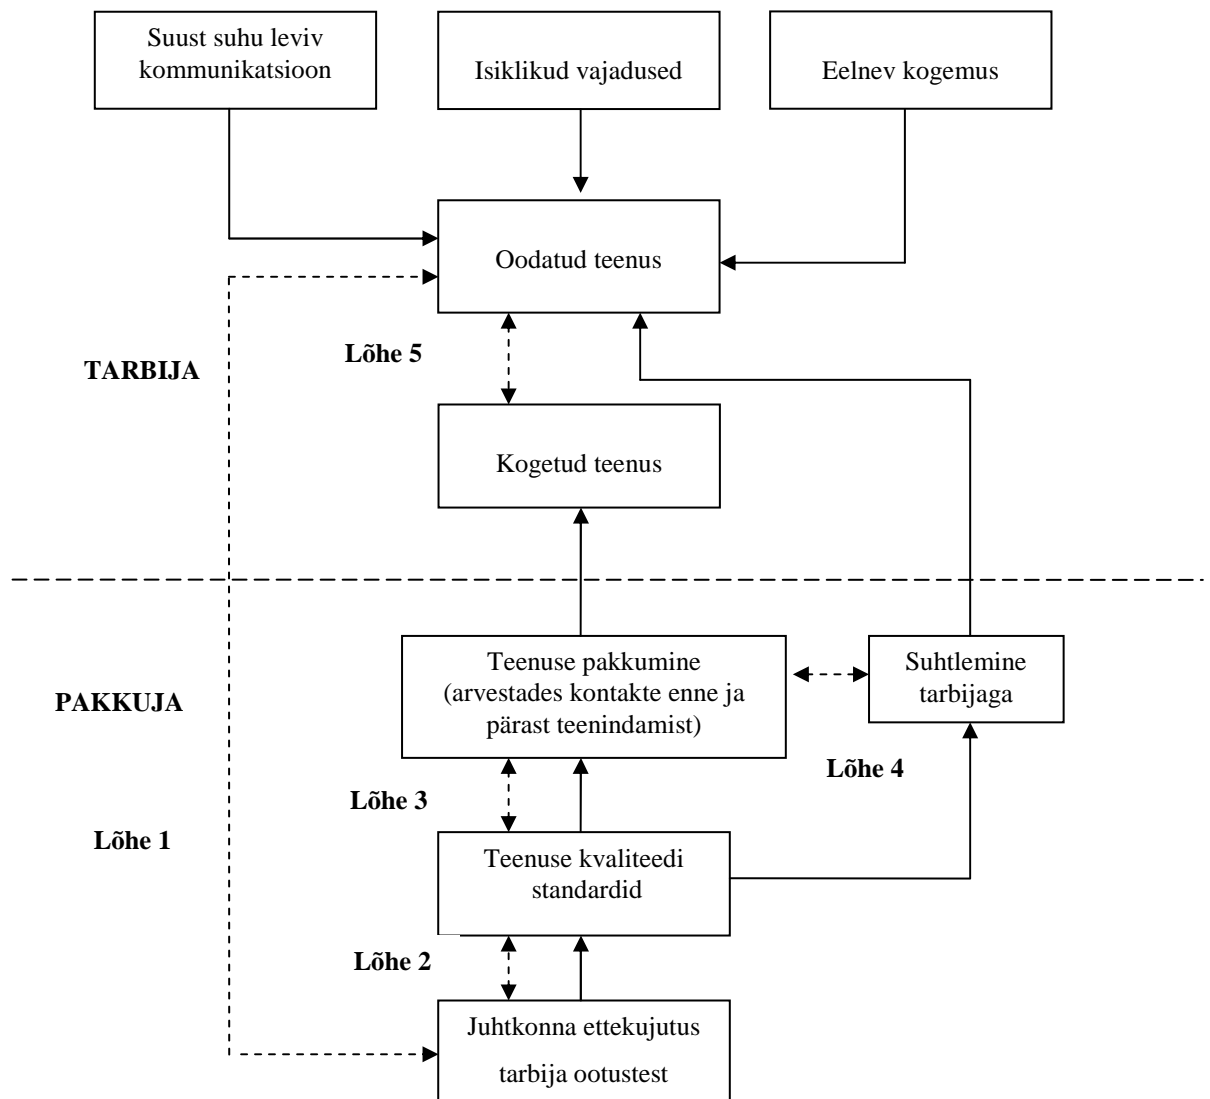 Suust suhu leviv
kommunikatsioon
Isiklikud vajadused
Eelnev kogemus
Oodatud teenus
Lõhe 5
TARBIJA
Kogetud teenus
Teenuse pakkumine
(arvestades kontakte enne ja
pärast teenindamist)
Suhtlemine
tarbijaga
PAKKUJA
Lõhe 4
Lõhe 3
Lõhe 1
Teenuse kvaliteedi
standardid
Lõhe 2
Juhtkonna ettekujutus
tarbija ootustest